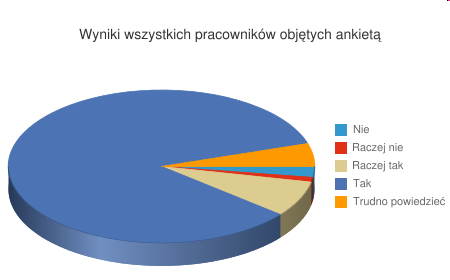 Wyniki wszystkich pracowników objętych ankietą
Nie
Raczej nie
Raczej tak
Tak
Trudno powiedzieć